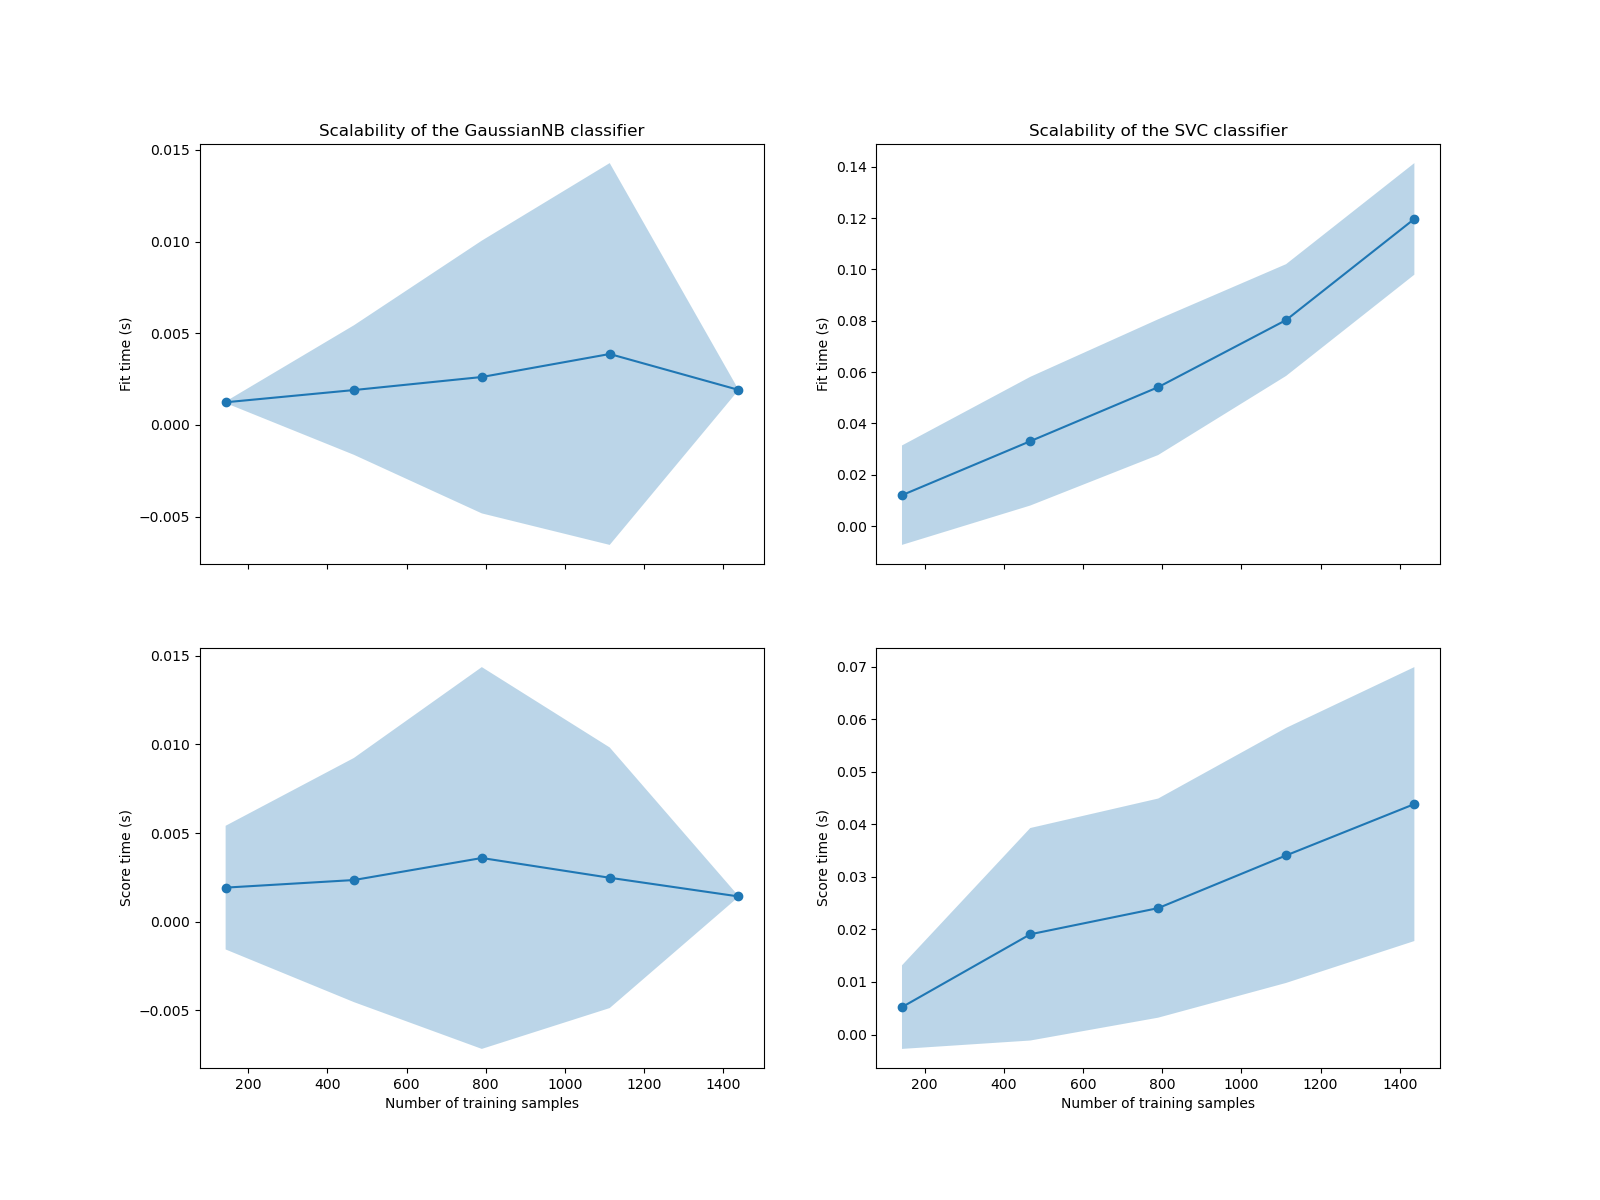 Scalability of the GaussianNB classifier
0.015
0.010
0.005
0.000
−0.005
Fit time (s)
Scalability of the SVC classifier
0.14
0.12
0.10
0.08
0.06
0.04
0.02
0.00
Fit time (s)
0.015
0.010
0.005
0.000
−0.005
Score time (s)
200 400 600 800 1000 1200 1400
Number of training samples
0.07
0.06
0.05
0.04
0.03
0.02
0.01
0.00
Score time (s)
200 400 600 800 1000 1200 1400
Number of training samples